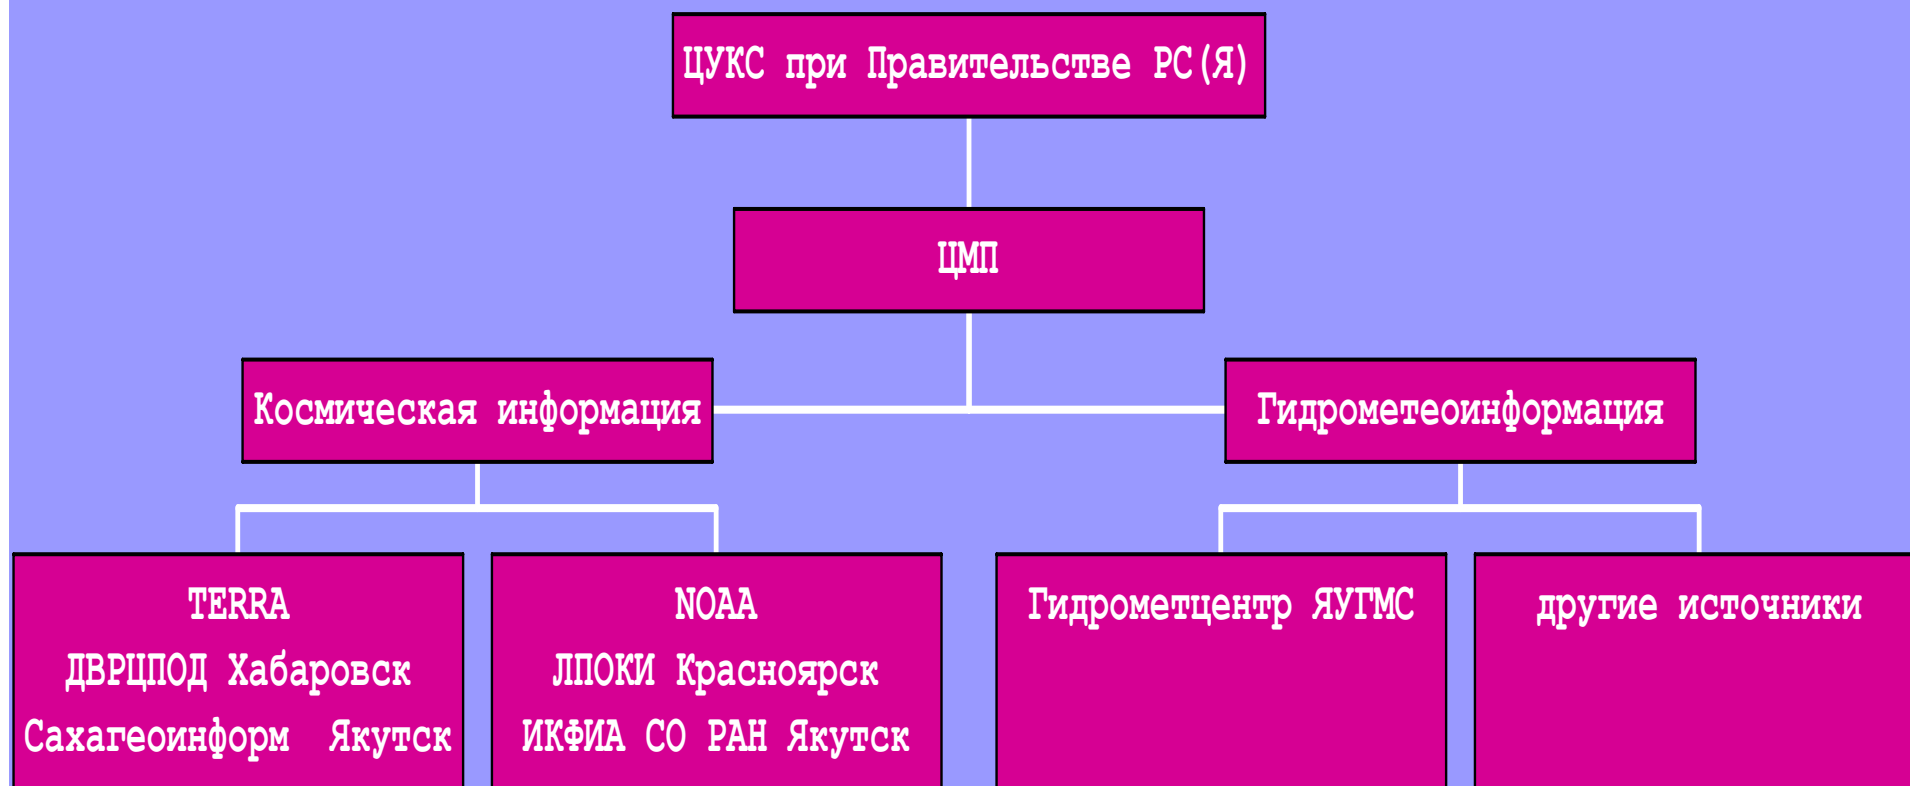 ЦУКС при Правительстве РС(Я)
ЦМП
Космическая информация
Гидрометеоинформация
TERRA
ДВРЦПОД Хабаровск
Сахагеоинформ Якутск
NOAA
ЛПОКИ Красноярск
ИКФИА СО РАН Якутск
Гидрометцентр ЯУГМС
другие источники